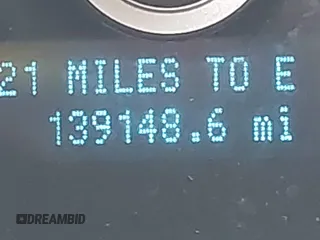 21 MILES TO E
139148.6 mi
DREAMBID